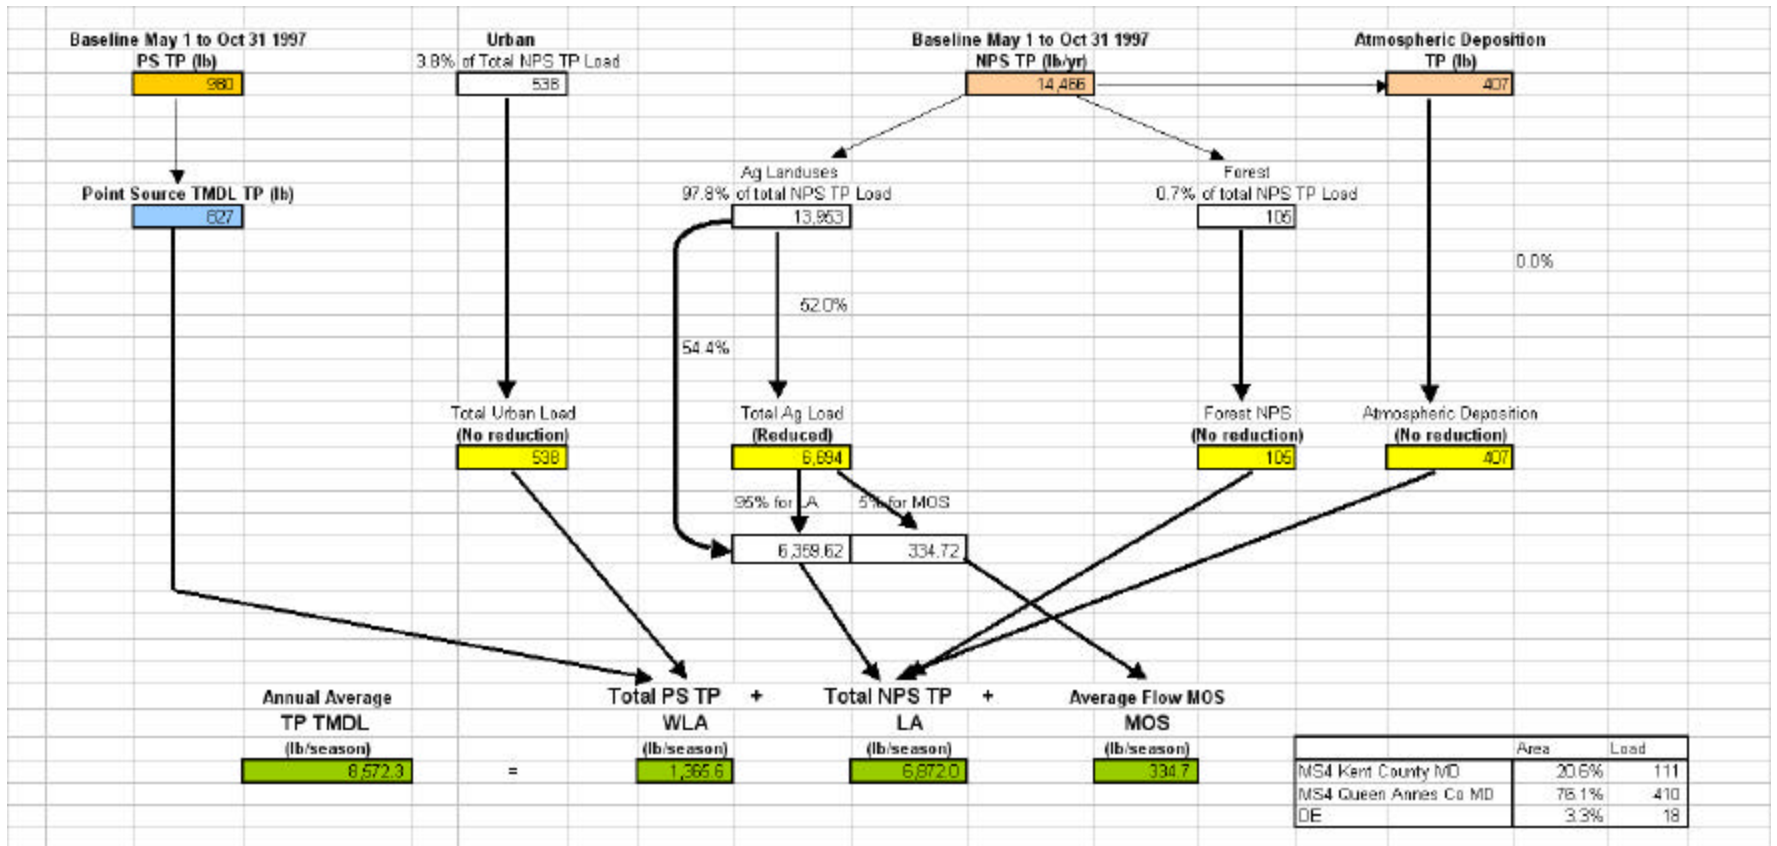 Baseline May 1 to Oct 31 1997
PS TP (lb)
980
Urban
3.8% of Total NPS TP Load
538
Baseline May 1 to Oct 31 1997
NPS TP (lb/yr)
14,466
Atmospheric Deposition
TP (lb)
407
Point Source TMDL TP (lb)
827
Ag Landuses
97.8% of total NPS TP Load
13,953
Forest
0.7% of total NPS TP Load
105
0.0%
52.0%
54.4%
Total Urban Load
(No reduction)
538
Total Ag Load
(Reduced)
6,694
Forest NPS
(No reduction)
105
Atmospheric Deposition
(No reduction)
407
95% for LA
5% for MOS
6,359.62
334.72
Annual Average
TP TMDL
(lb/season)
8,572.3
=
Total PS TP +
WLA
(lb/season)
1,365.6
Total NPS TP +
LA
(lb/season)
6,872.0
Average Flow MOS
MOS
(lb/season)
334.7
Area Load
MS4 Kent County MD 20.6% 111
MS4 Queen Annes Co MD 76.1% 410
DE 3.3% 18